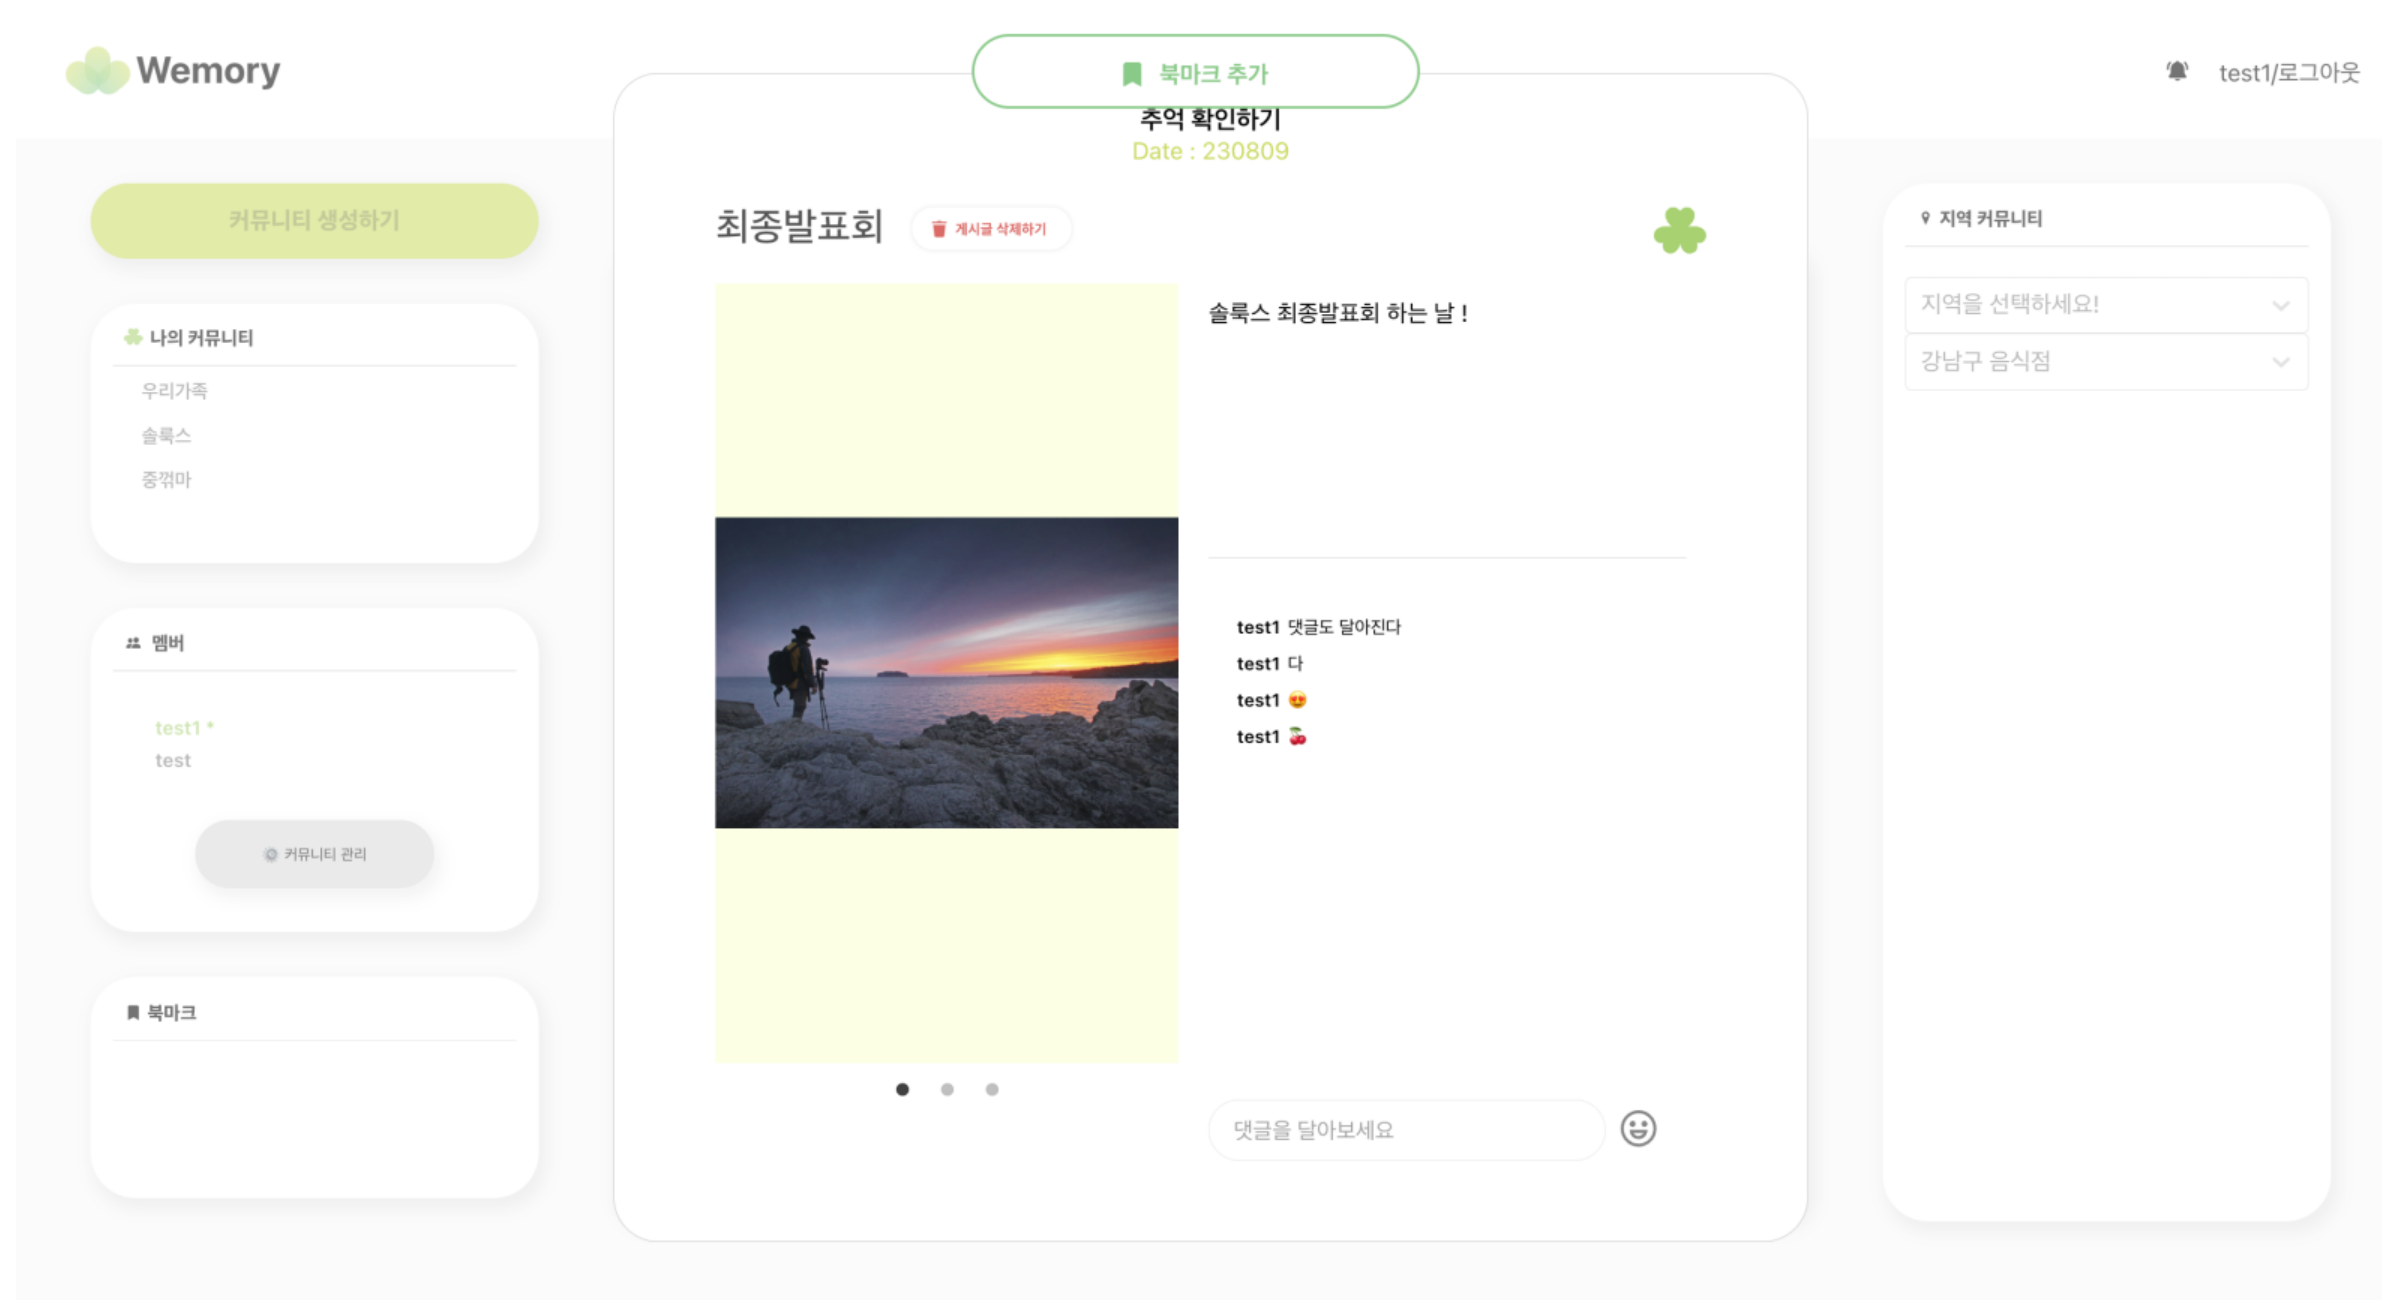 Wemory
북마크 추가
test1/로그아웃
추억 확인하기
Date : 230809
커뮤니티 생성하기
나의 커뮤니티
우리가족
솔룩스
중꺾마
멤버
test1 *
test
커뮤니티 관리
북마크
최종발표회
게시글 삭제하기
솔룩스 최종발표회 하는 날 !
test1 댓글도 달아진다
test1 다
test1 😍
test1 🍒
댓글을 달아보세요
지역 커뮤니티
지역을 선택하세요!
강남구 음식점